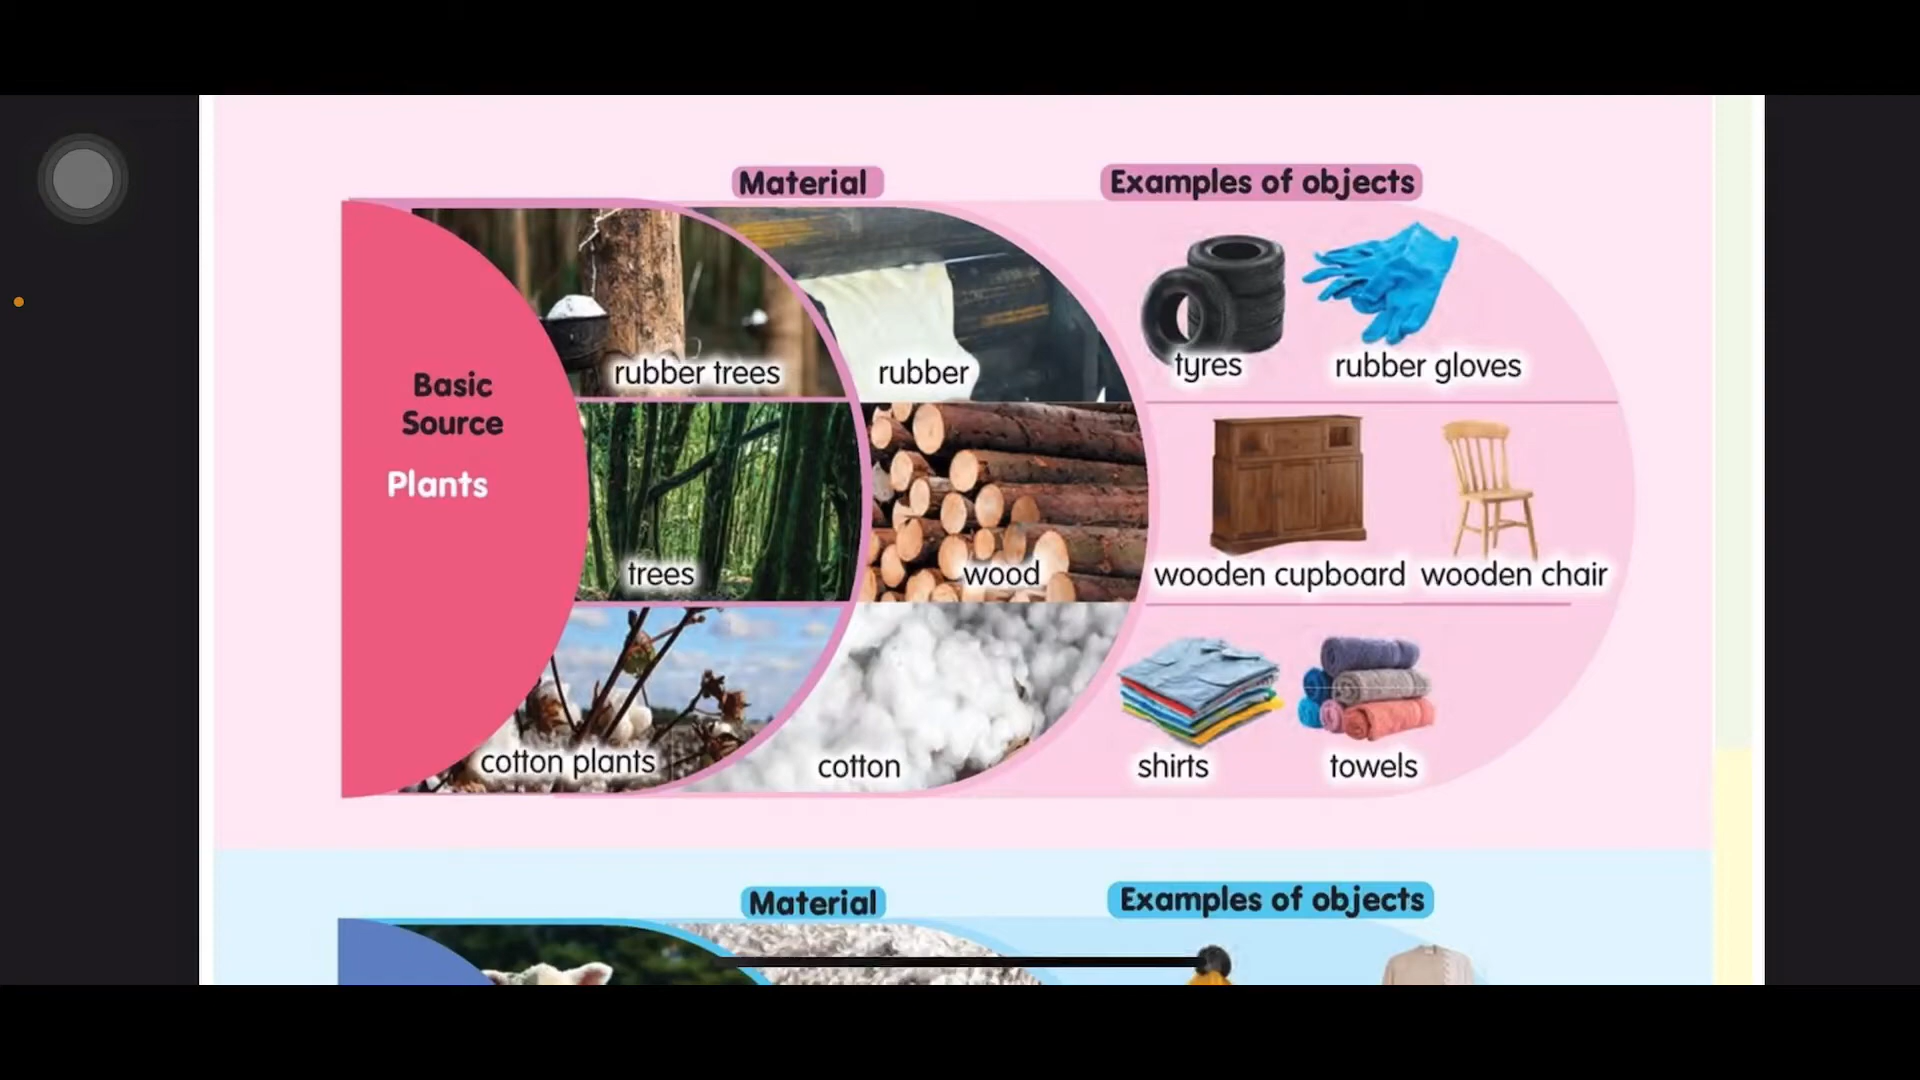 Material
Examples of objects
Basic
Source
Plants
rubber trees
rubber
tyres
rubber gloves
trees
wood
wooden cupboard
wooden chair
cotton plants
cotton
shirts
towels
Material
Examples of objects